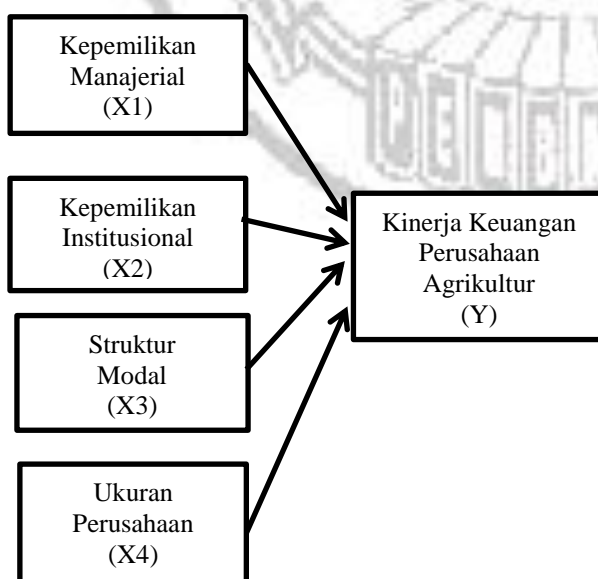 Kepemilikan
Manajerial
(X1)
Kepemilikan
Institusional
(X2)
Struktur
Modal
(X3)
Ukuran
Perusahaan
(X4)
Kinerja Keuangan
Perusahaan
Agrikultur
(Y)